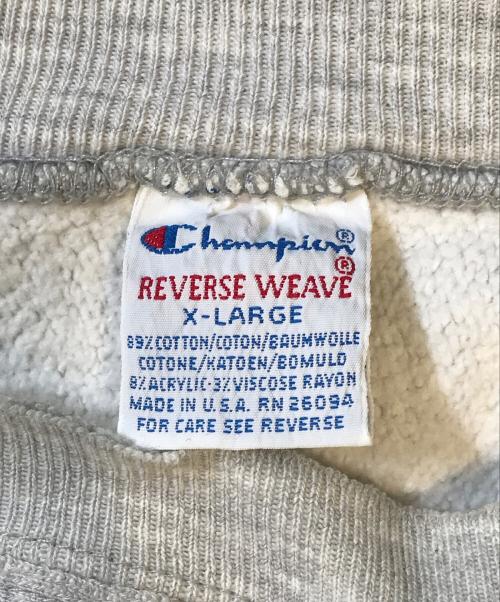 Champion®
REVERSE WEAVE®
X-LARGE
89% COTTON/COTON/BAUMWOLLE
COTONE/KATOEN/BOMULD
8% ACRYLIC-3% VISCOSE RAYON
MADE IN U.S.A. RN 26094
FOR CARE SEE REVERSE